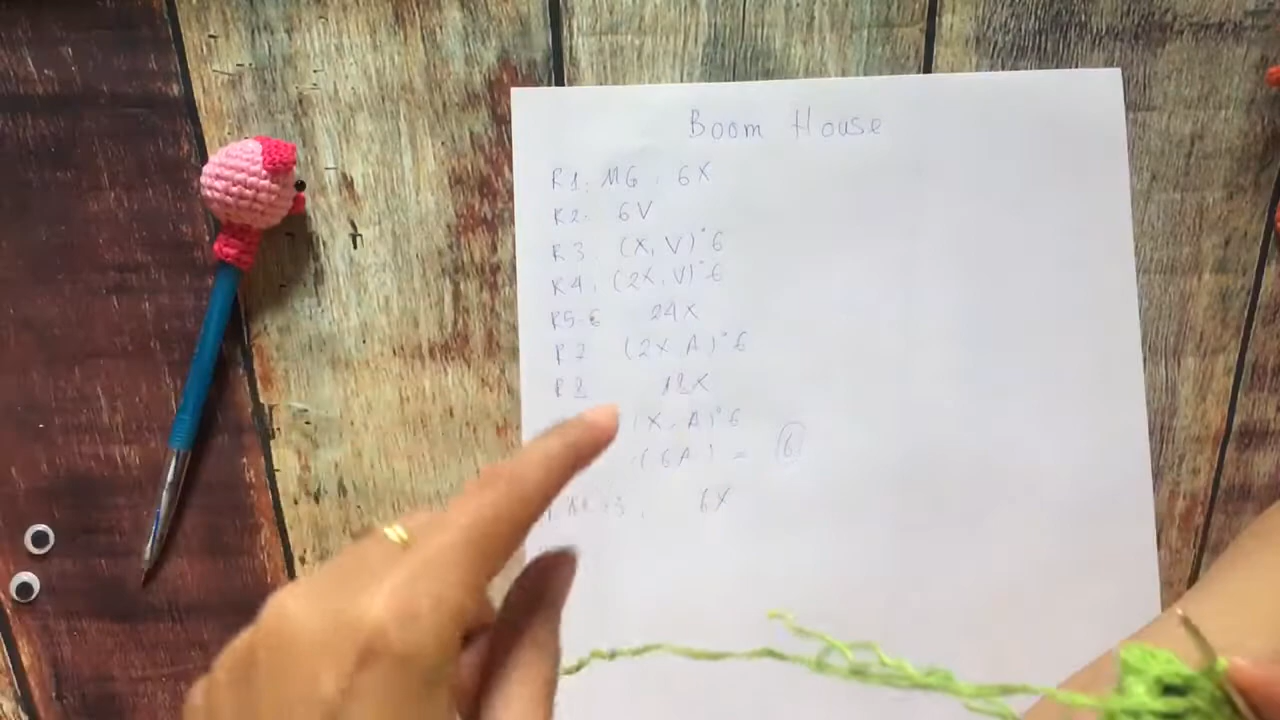 Boom House
R1: MG: 6X
R2: 6V
R3: (X, V)*6
R4: (2X, V)*6
R5-6 24X
R7 (2X A)*6
R8 18X
(X, A)*6
(6A) = 6
6X